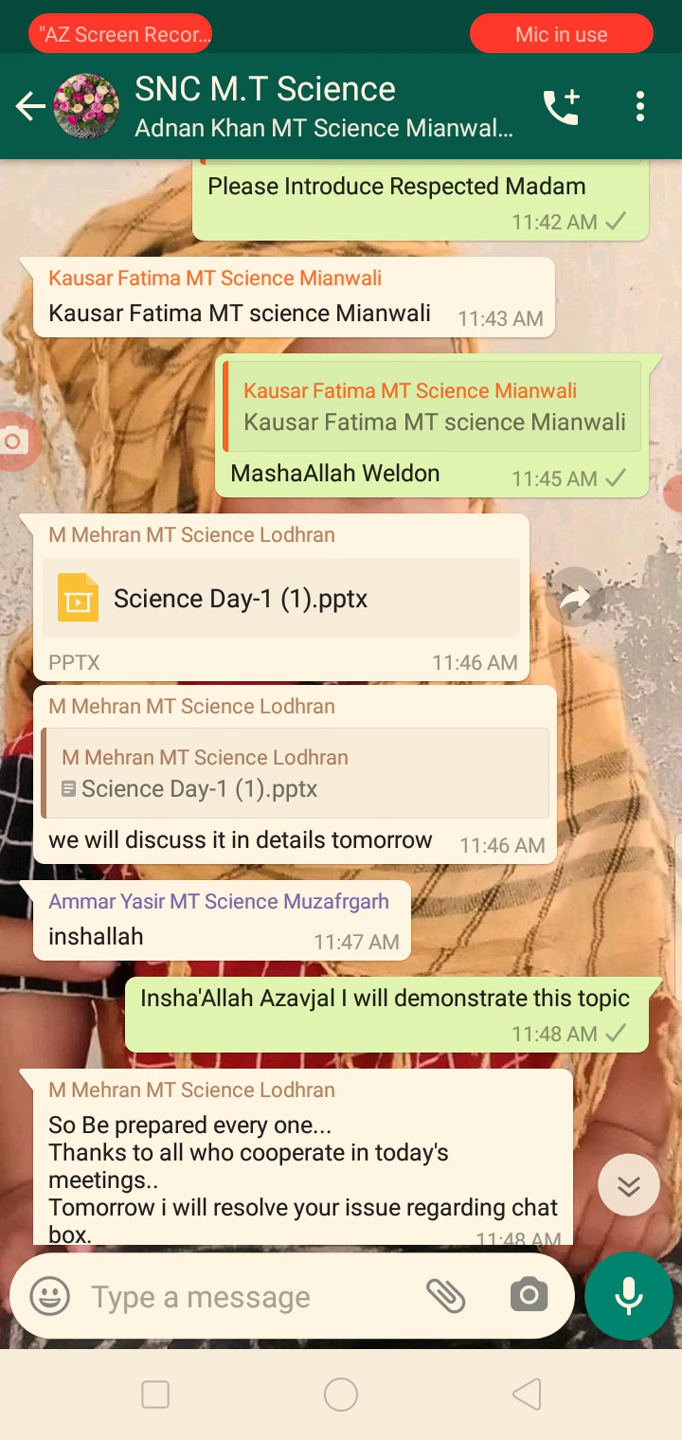 "AZ Screen Recor...
Mic in use
SNC M.T Science
Adnan Khan MT Science Mianwal...
Please Introduce Respected Madam
11:42 AM
Kausar Fatima MT Science Mianwali
Kausar Fatima MT science Mianwali
11:43 AM
Kausar Fatima MT Science Mianwali
Kausar Fatima MT science Mianwali
MashaAllah Weldon
11:45 AM
M Mehran MT Science Lodhran
Science Day-1 (1).pptx
PPTX
11:46 AM
M Mehran MT Science Lodhran
M Mehran MT Science Lodhran
Science Day-1 (1).pptx
we will discuss it in details tomorrow
11:46 AM
Ammar Yasir MT Science Muzafrgarh
inshallah
11:47 AM
Insha'Allah Azavjal I will demonstrate this topic
11:48 AM
M Mehran MT Science Lodhran
So Be prepared every one...
Thanks to all who cooperate in today's
meetings..
Tomorrow i will resolve your issue regarding chat
box.
11:48 AM
Type a message